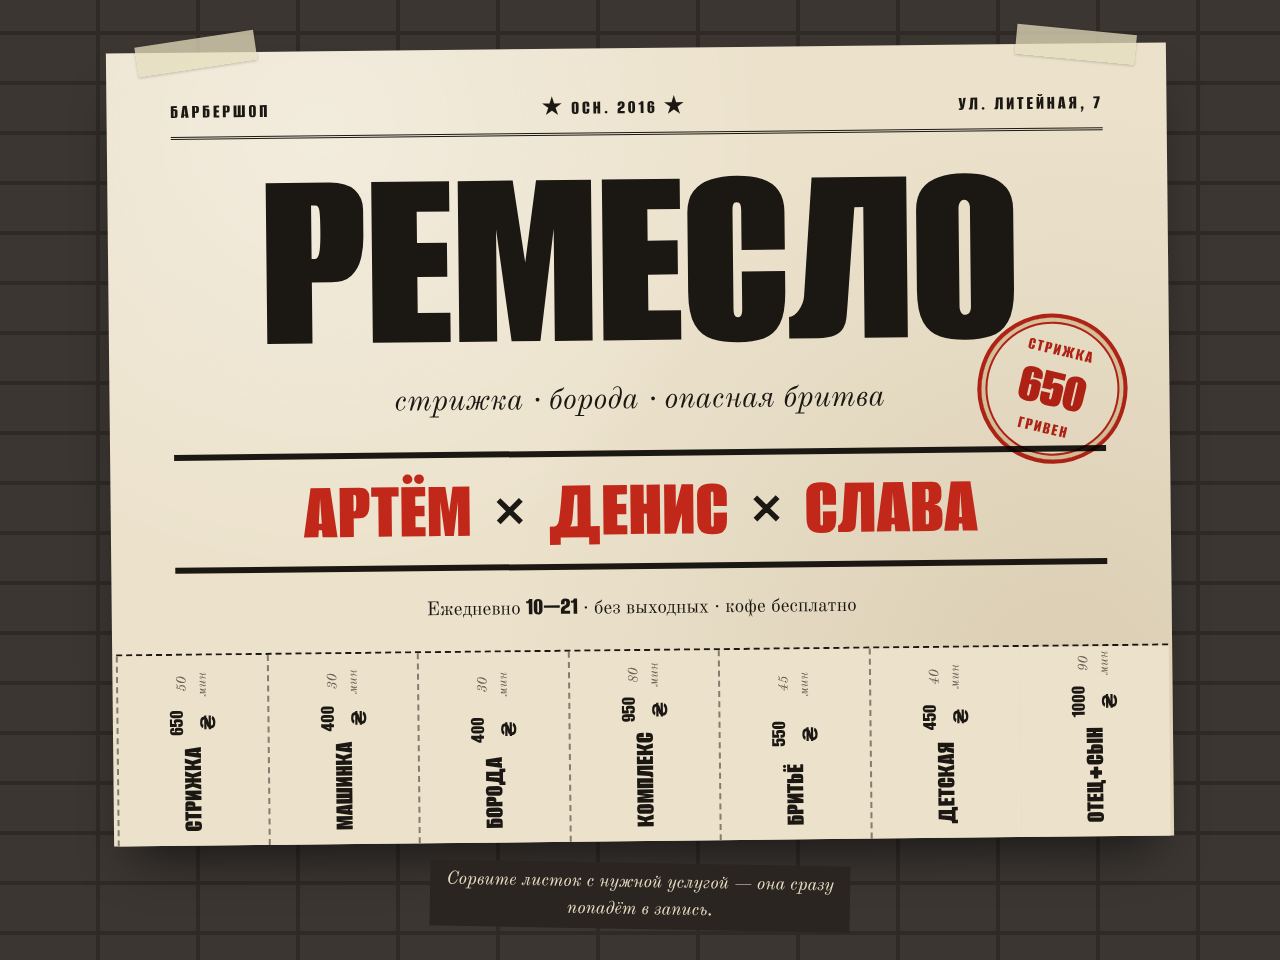 БАРБЕРШОП
★ ОСН. 2016 ★
УЛ. ЛИТЕЙНАЯ, 7
РЕМЕСЛО
СТРИЖКА
650
ГРИВЕН
стрижка · борода · опасная бритва
АРТЁМ × ДЕНИС × СЛАВА
Ежедневно 10—21 · без выходных · кофе бесплатно
СТРИЖКА
650 ₴
50 мин
МАШИНКА
400 ₴
30 мин
БОРОДА
400 ₴
30 мин
КОМПЛЕКС
950 ₴
80 мин
БРИТЬЁ
550 ₴
45 мин
ДЕТСКАЯ
450 ₴
40 мин
ОТЕЦ+СЫН
1000 ₴
90 мин
Сорвите листок с нужной услугой — она сразу
попадёт в запись.